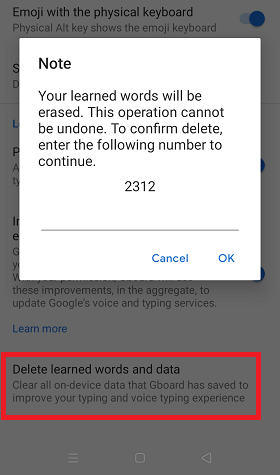 Emoji with the physical keyboard
Physical Alt key shows the emoji keyboard
Note
Your learned words will be
erased. This operation cannot
be undone. To confirm delete,
enter the following number to
continue.
2312
Cancel
OK
these improvements, in the aggregate, to
update Google's voice and typing services.
Learn more
Delete learned words and data
Clear all on-device data that Gboard has saved to
improve your typing and voice typing experience